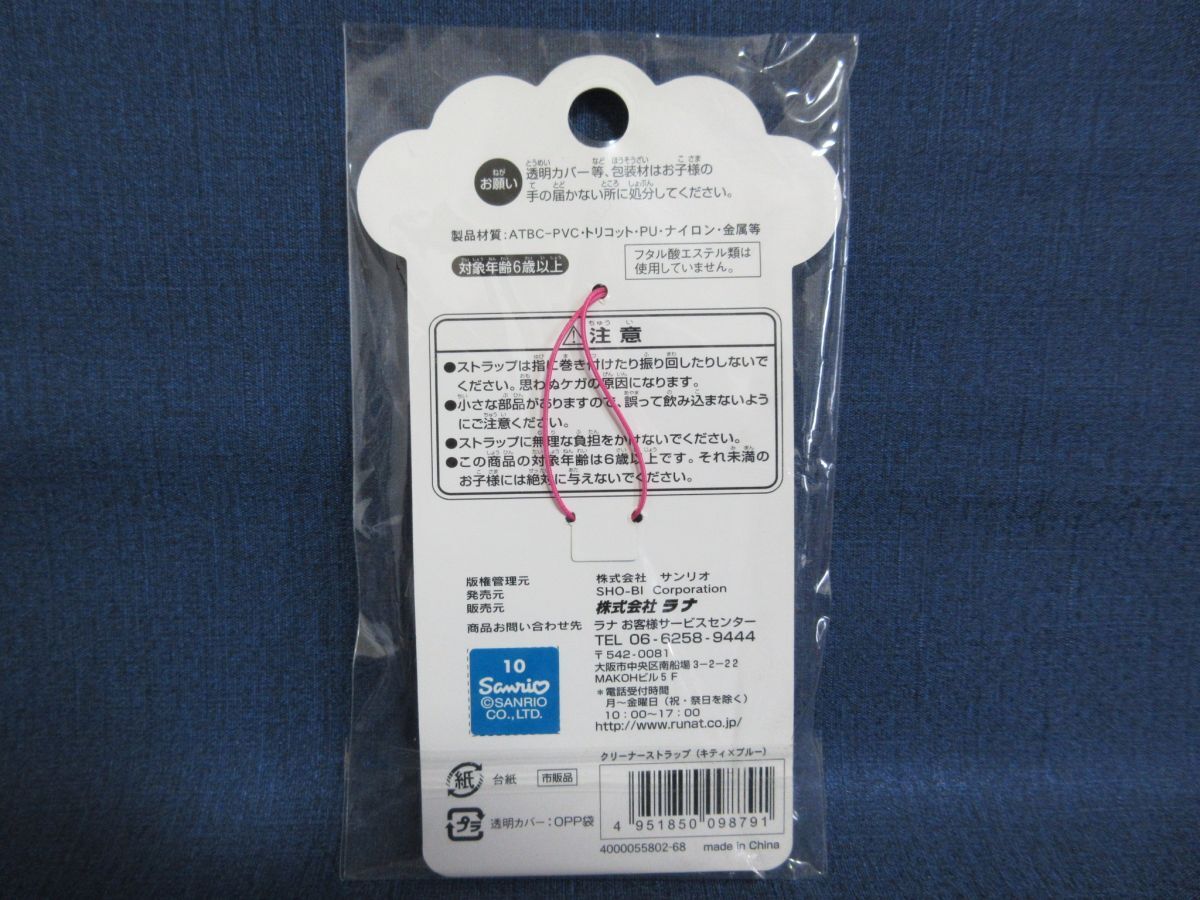 お願い
透明カバー等、包装材はお子様の
手の届かない所に処分してください。
製品材質:ATBC-PVC・トリコット・PU・ナイロン・金属等
対象年齢6歳以上
フタル酸エステル類は
使用していません。
注意
●ストラップは指に巻き付けたり振り回したりしないで
ください。思わぬケガの原因になります。
●小さな部品がありますので、誤って飲み込まないよう
にご注意ください。
●ストラップに無理な負担をかけないでください。
●この商品の対象年齢は6歳以上です。それ未満の
お子様には絶対に与えないでください。
版権管理元 株式会社 サンリオ
発売元 SHO-BI Corporation
販売元 株式会社 ラナ
商品お問い合わせ先 ラナ お客様サービスセンター
TEL 06-6258-9444
〒542-0081
大阪市中央区南船場3-2-22
MAKOHビル5F
*電話受付時間
月~金曜日(祝・祭日を除く)
10:00~17:00
http://www.runat.co.jp/
10
Sanrio
©SANRIO
CO.,LTD.
クリーナーストラップ(キティ×ブルー)
紙 台紙 市販品
プラ 透明カバー:OPP袋
4 951850 098791
4000055802-68 made in China